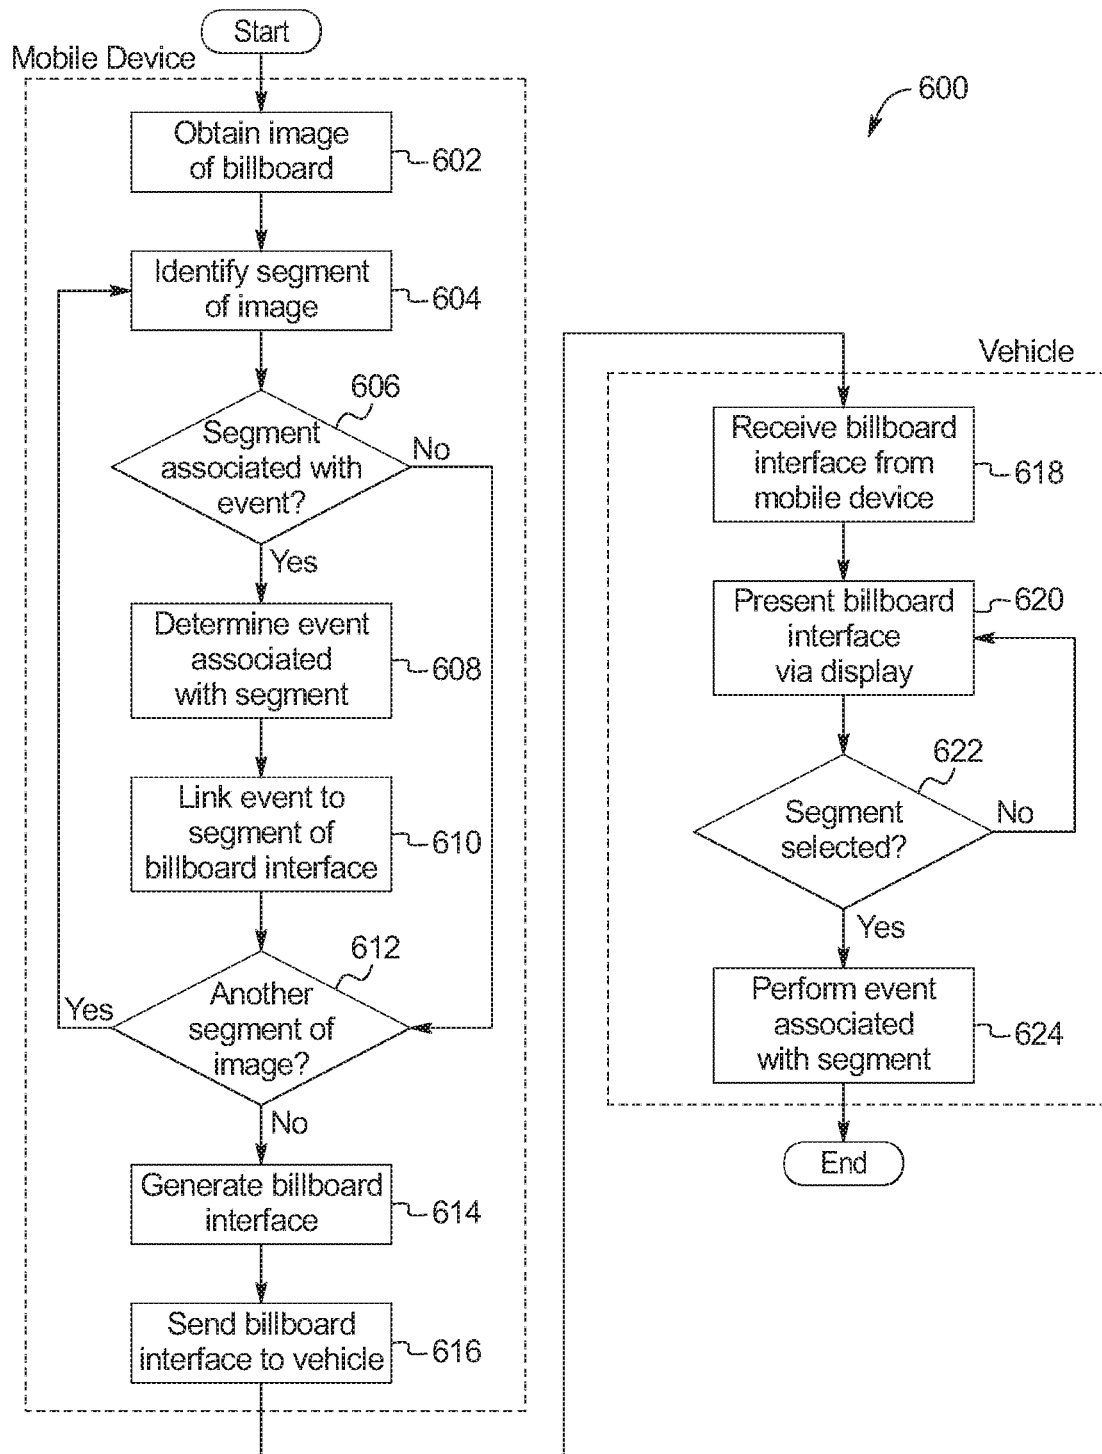 Start
Mobile Device
600
Obtain image
of billboard
602
Identify segment
of image
604
606
Segment
associated with
event?
No
Yes
Determine event
associated
with segment
608
Link event to
segment of
billboard interface
610
612
Another
segment of
image?
Yes
No
Generate billboard
interface
614
Send billboard
interface to vehicle
616
Vehicle
Receive billboard
interface from
mobile device
618
Present billboard
interface
via display
620
622
Segment
selected?
No
Yes
Perform event
associated
with segment
624
End